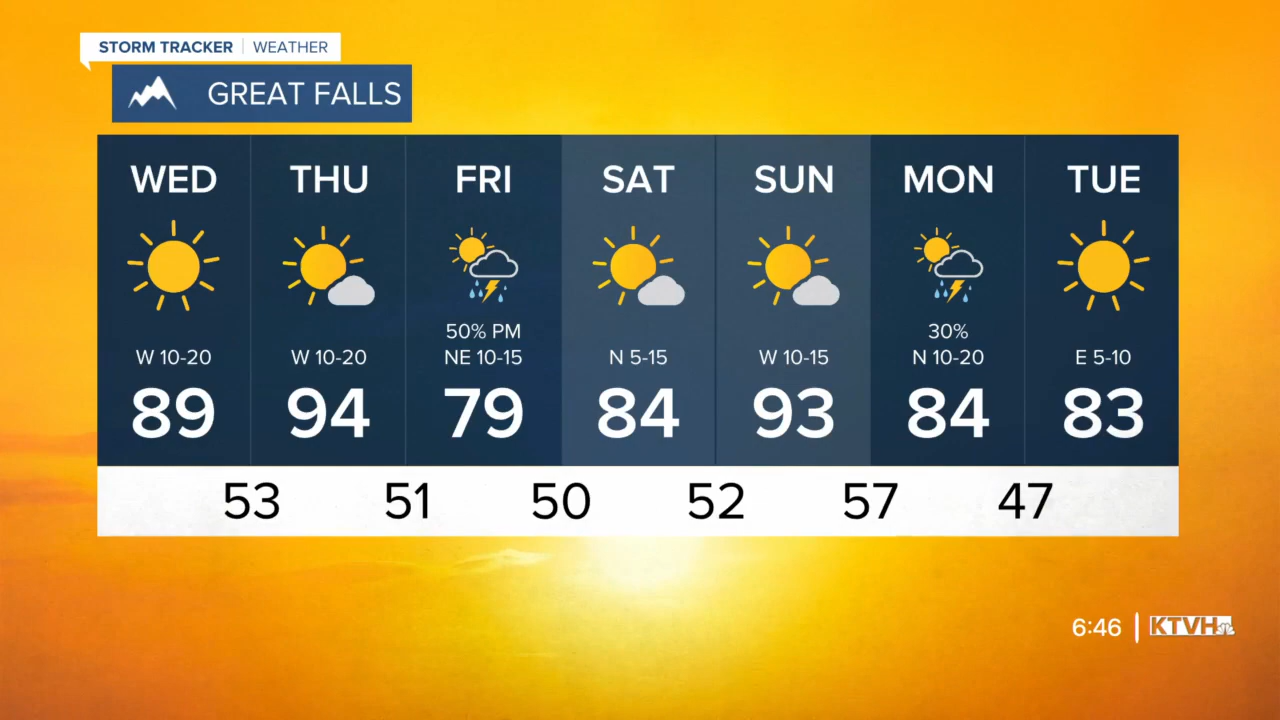 STORM TRACKER | WEATHER
GREAT FALLS
WED THU FRI SAT SUN MON TUE
50% PM 30%
W 10-20 W 10-20 NE 10-15 N 5-15 W 10-15 N 10-20 E 5-10
89 94 79 84 93 84 83
53 51 50 52 57 47
6:46 | KTVH